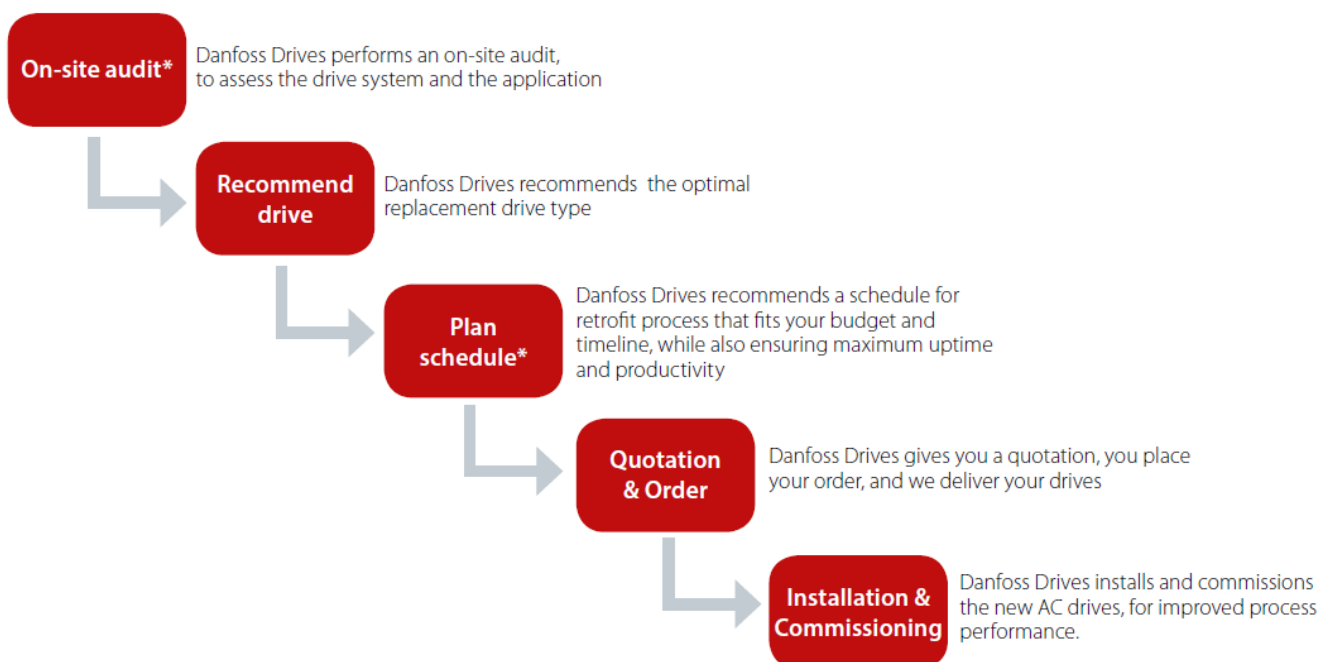 On-site audit*
Danfoss Drives performs an on-site audit,
to assess the drive system and the application
Recommend
drive
Danfoss Drives recommends the optimal
replacement drive type
Plan
schedule*
Danfoss Drives recommends a schedule for
retrofit process that fits your budget and
timeline, while also ensuring maximum uptime
and productivity
Quotation
& Order
Danfoss Drives gives you a quotation, you place
your order, and we deliver your drives
Installation &
Commissioning
Danfoss Drives installs and commissions
the new AC drives, for improved process
performance.